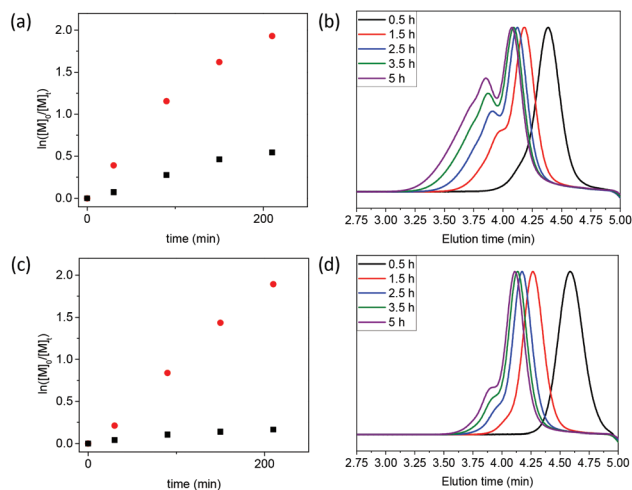 (a)
ln([M]0/[M]t)
2.0
1.5
1.0
0.5
0.0
0
100
200
time (min)
(b)
0.5 h
1.5 h
2.5 h
3.5 h
5 h
2.75 3.00 3.25 3.50 3.75 4.00 4.25 4.50 4.75 5.00
Elution time (min)
(c)
ln([M]0/[M]t)
2.0
1.5
1.0
0.5
0.0
0
100
200
time (min)
(d)
0.5 h
1.5 h
2.5 h
3.5 h
5 h
2.75 3.00 3.25 3.50 3.75 4.00 4.25 4.50 4.75 5.00
Elution time (min)